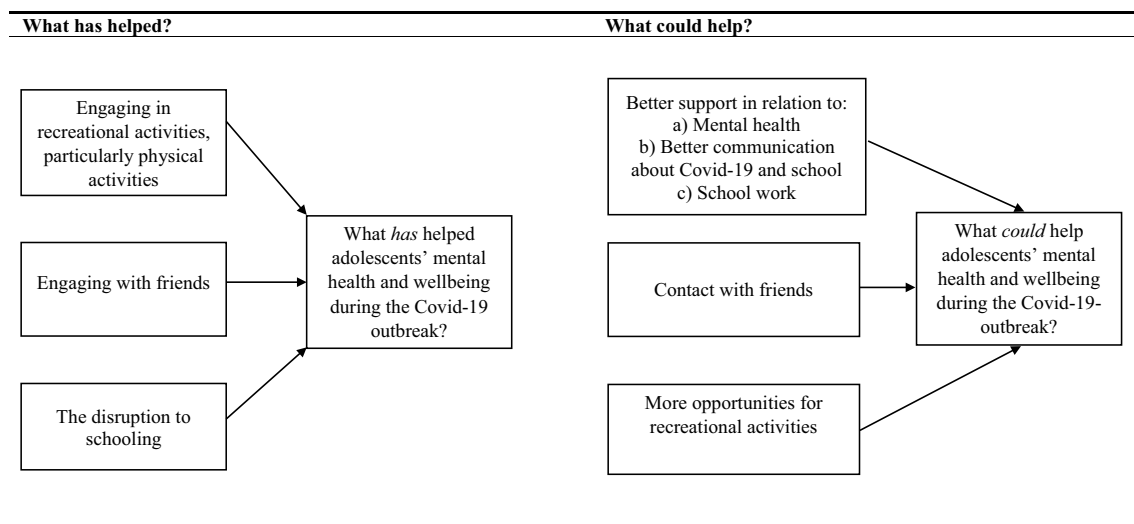 What has helped?
What could help?
Engaging in
recreational activities,
particularly physical
activities
Engaging with friends
The disruption to
schooling
What has helped
adolescents’ mental
health and wellbeing
during the Covid-19
outbreak?
Better support in relation to:
a) Mental health
b) Better communication
about Covid-19 and school
c) School work
Contact with friends
More opportunities for
recreational activities
What could help
adolescents’ mental
health and wellbeing
during the Covid-19-
outbreak?